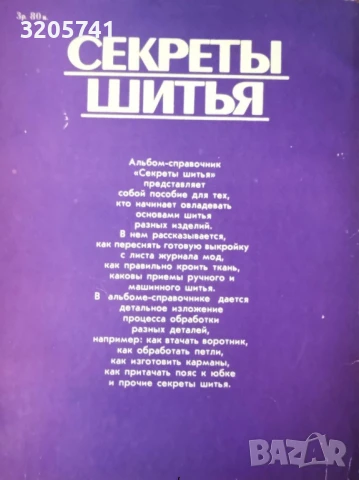 3р. 80к.
3205741
СЕКРЕТЫ
ШИТЬЯ
Альбом-справочник
«Секреты шитья»
представляет
собой пособие для тех,
кто начинает овладевать
основами шитья
разных изделий.
В нем рассказывается,
как переснять готовую выкройку
с листа журнала мод,
как правильно кроить ткань,
каковы приемы ручного и
машинного шитья.
В альбоме-справочнике дается
детальное изложение
процесса обработки
разных деталей,
например: как втачать воротник,
как обработать петли,
как изготовить карманы,
как притачать пояс к юбке
и прочие секреты шитья.
BAZAR